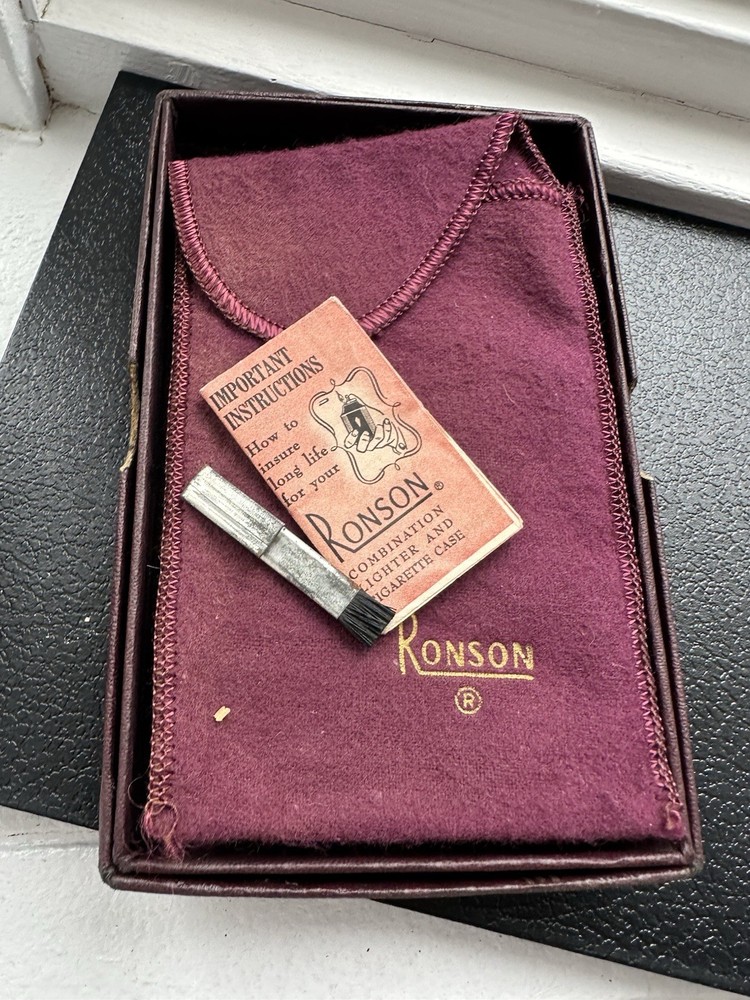 IMPORTANT
INSTRUCTIONS
How to
insure
long life
for your
RONSON®
COMBINATION
LIGHTER AND
CIGARETTE CASE
RONSON
®